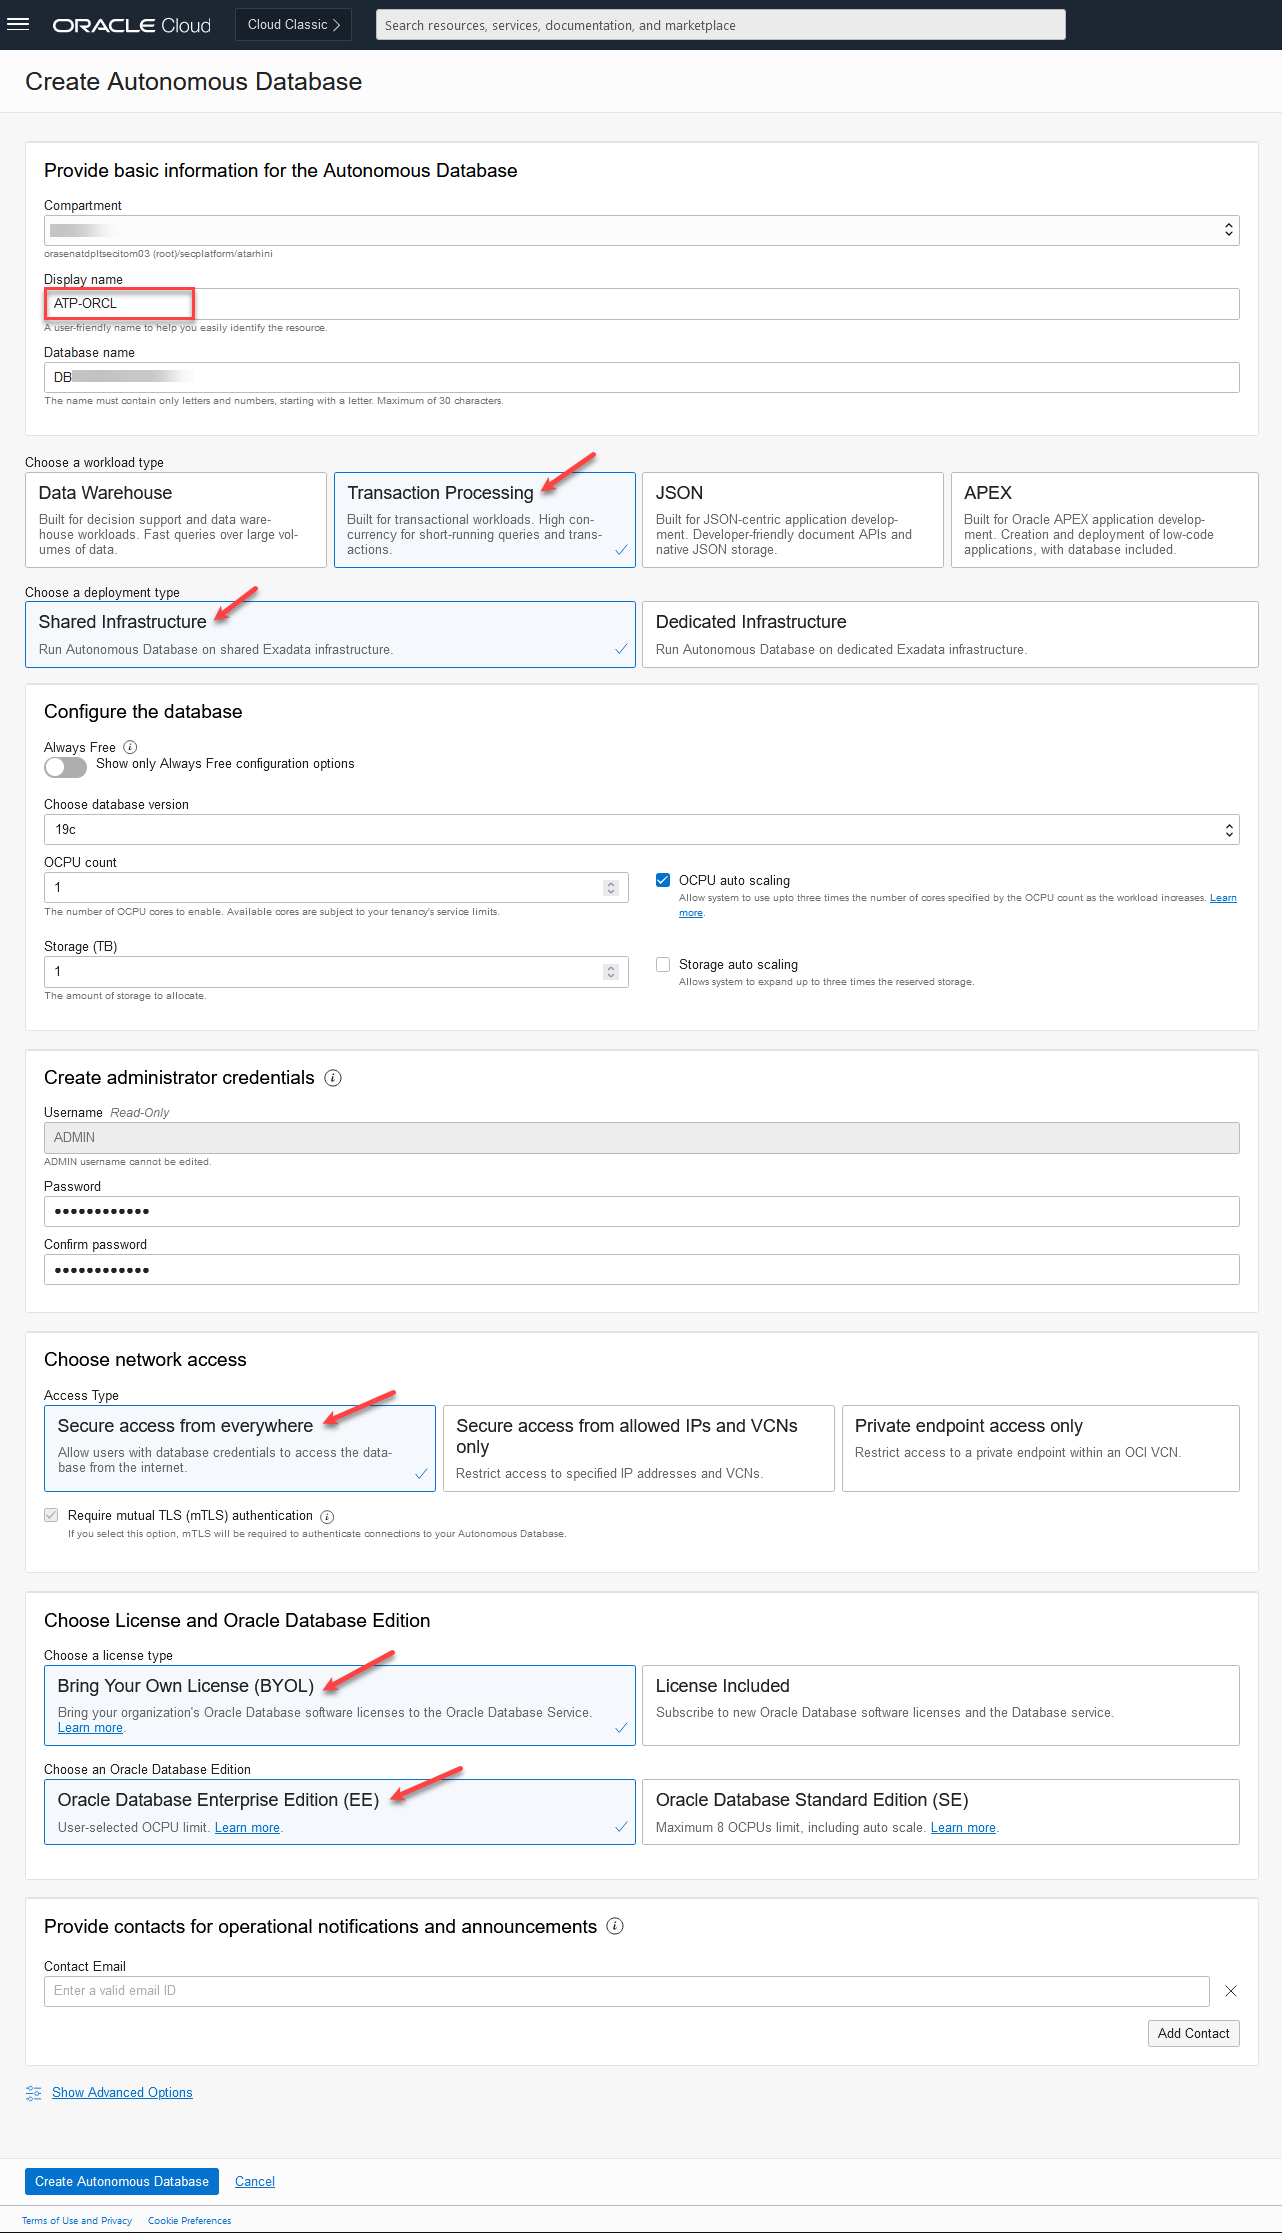 ORACLE Cloud
Cloud Classic
Search resources, services, documentation, and marketplace
Create Autonomous Database
Provide basic information for the Autonomous Database
Compartment
orasenatdpltsecitom03 (root)/secplatform/atarhini
Display name
ATP-ORCL
A user-friendly name to help you easily identify the resource.
Database name
DB
The name must contain only letters and numbers, starting with a letter. Maximum of 30 characters.
Choose a workload type
Data Warehouse
Built for decision support and data ware-
house workloads. Fast queries over large vol-
umes of data.
Transaction Processing
Built for transactional workloads. High con-
currency for short-running queries and trans-
actions.
JSON
Built for JSON-centric application develop-
ment. Developer-friendly document APIs and
native JSON storage.
APEX
Built for Oracle APEX application develop-
ment. Creation and deployment of low-code
applications, with database included.
Choose a deployment type
Shared Infrastructure
Run Autonomous Database on shared Exadata infrastructure.
Dedicated Infrastructure
Run Autonomous Database on dedicated Exadata infrastructure.
Configure the database
Always Free
Show only Always Free configuration options
Choose database version
19c
OCPU count
1
The number of OCPU cores to enable. Available cores are subject to your tenancy's service limits.
OCPU auto scaling
Allow system to use upto three times the number of cores specified by the OCPU count as the workload increases. Learn
more.
Storage (TB)
1
The amount of storage to allocate.
Storage auto scaling
Allows system to expand up to three times the reserved storage.
Create administrator credentials
Username Read-Only
ADMIN
ADMIN username cannot be edited.
Password
••••••••••••
Confirm password
••••••••••••
Choose network access
Access Type
Secure access from everywhere
Allow users with database credentials to access the data-
base from the internet.
Secure access from allowed IPs and VCNs
only
Restrict access to specified IP addresses and VCNs.
Private endpoint access only
Restrict access to a private endpoint within an OCI VCN.
Require mutual TLS (mTLS) authentication
If you select this option, mTLS will be required to authenticate connections to your Autonomous Database.
Choose License and Oracle Database Edition
Choose a license type
Bring Your Own License (BYOL)
Bring your organization's Oracle Database software licenses to the Oracle Database Service.
Learn more.
License Included
Subscribe to new Oracle Database software licenses and the Database service.
Choose an Oracle Database Edition
Oracle Database Enterprise Edition (EE)
User-selected OCPU limit. Learn more.
Oracle Database Standard Edition (SE)
Maximum 8 OCPUs limit, including auto scale. Learn more.
Provide contacts for operational notifications and announcements
Contact Email
Enter a valid email ID
Add Contact
Show Advanced Options
Create Autonomous Database
Cancel
Terms of Use and Privacy
Cookie Preferences